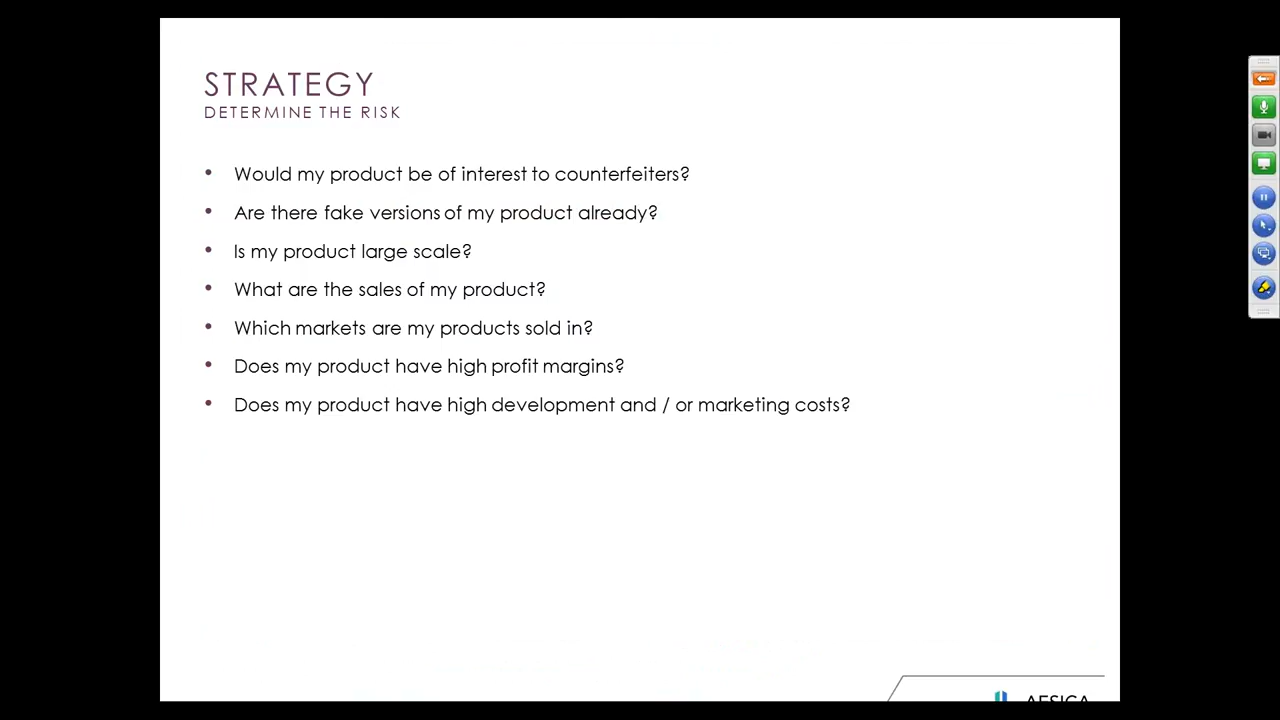 STRATEGY
DETERMINE THE RISK
• Would my product be of interest to counterfeiters?
• Are there fake versions of my product already?
• Is my product large scale?
• What are the sales of my product?
• Which markets are my products sold in?
• Does my product have high profit margins?
• Does my product have high development and / or marketing costs?
AESICA